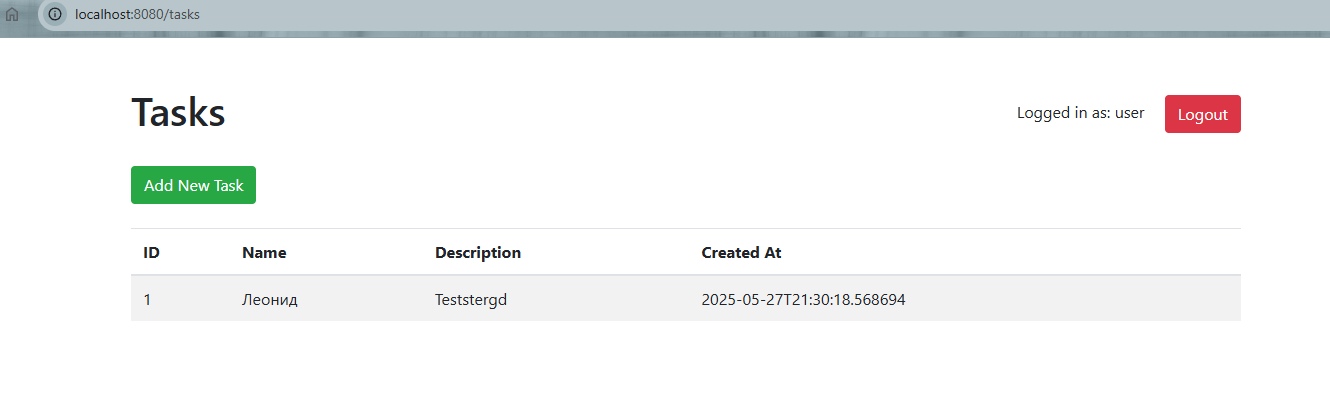 localhost:8080/tasks
Tasks
Logged in as: user Logout
Add New Task
ID Name Description Created At
1 Леонид Teststergd 2025-05-27T21:30:18.568694